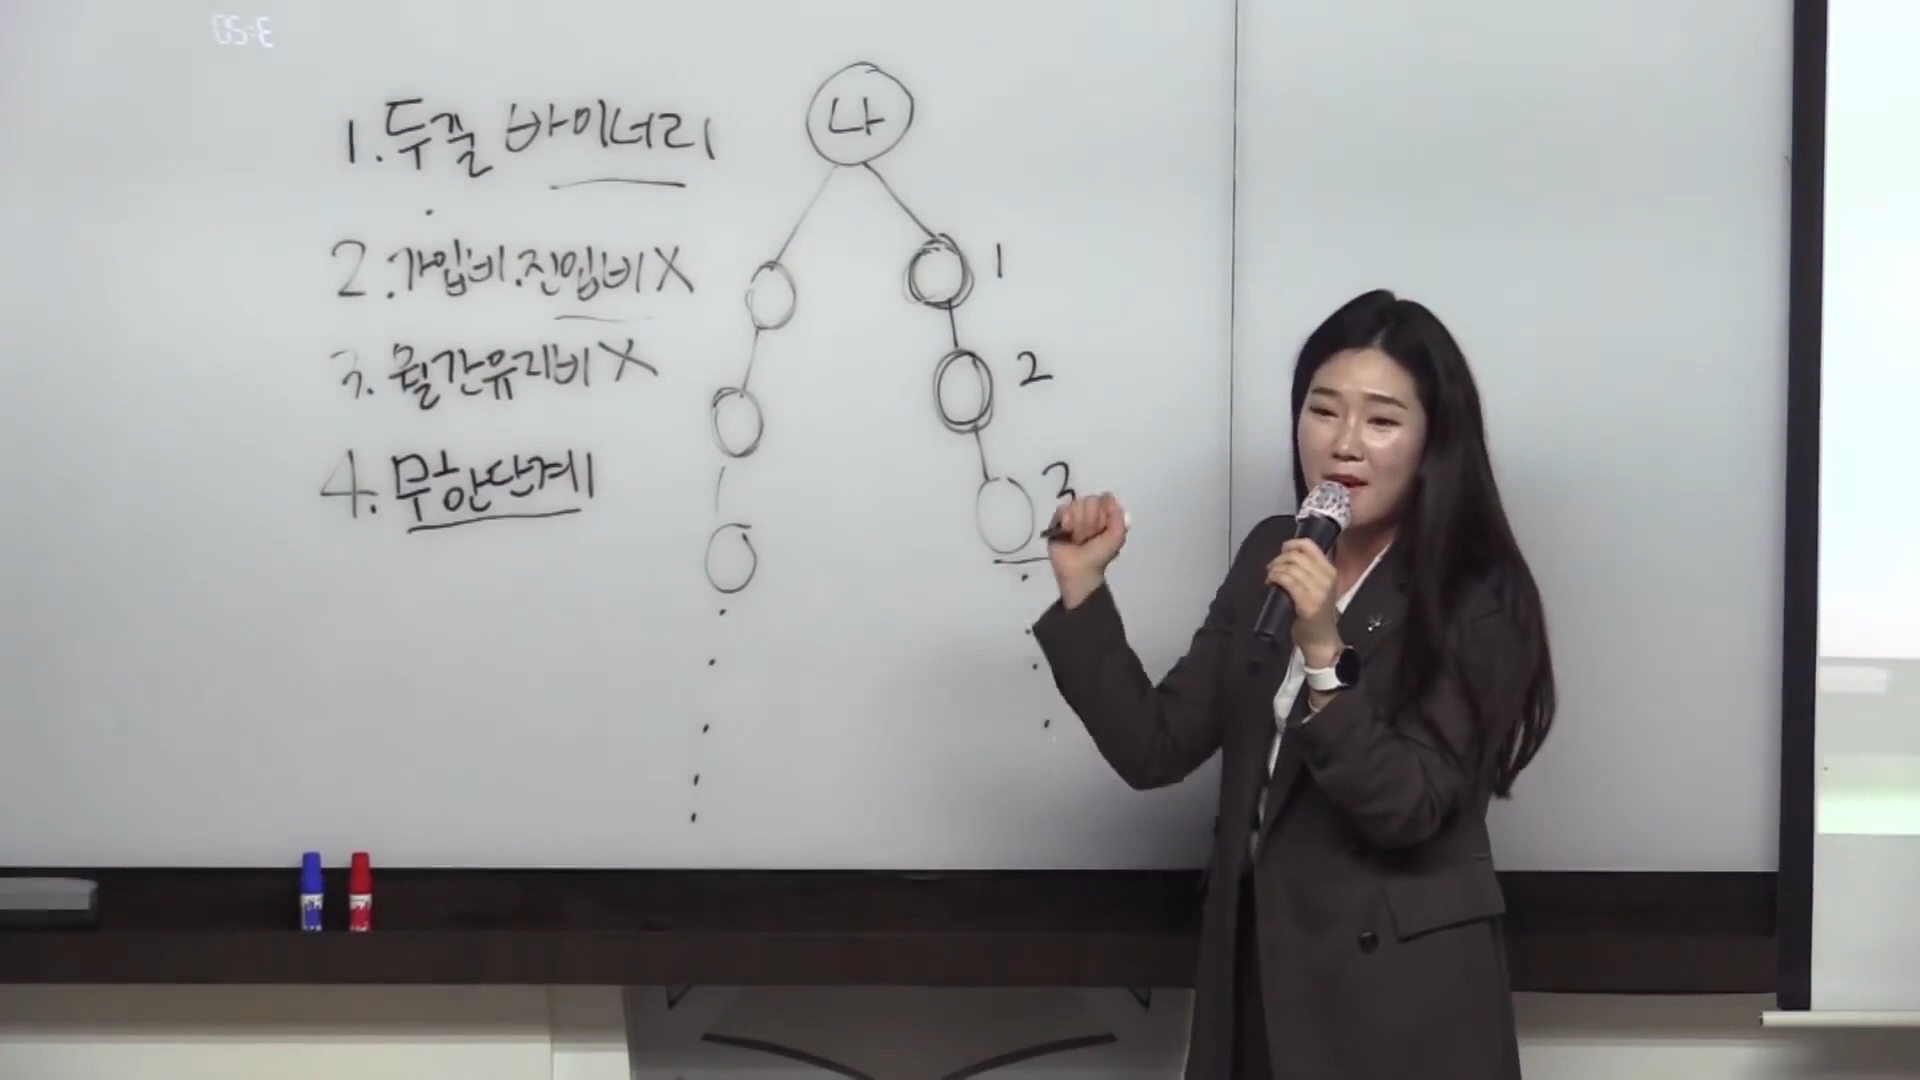 1. 두줄 바이너리
2. 가입비. 진입비 X
3. 월간유지비 X
4. 무한단계
나
1
2
3